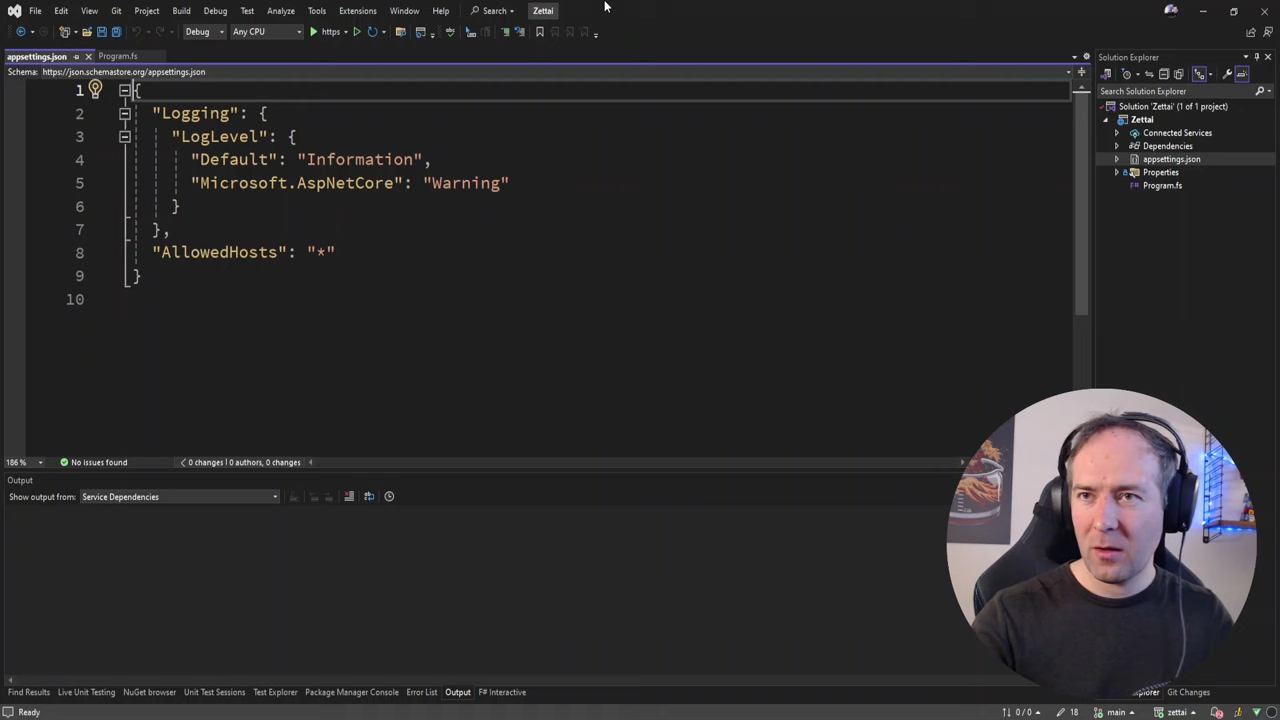 File Edit View Git Project Build Debug Test Analyze Tools Extensions Window Help Search Zettai
Debug Any CPU https
appsettings.json Program.fs
Schema: https://json.schemastore.org/appsettings.json
1 {
2 "Logging": {
3 "LogLevel": {
4 "Default": "Information",
5 "Microsoft.AspNetCore": "Warning"
6 }
7 },
8 "AllowedHosts": "*"
9 }
10
186 % No issues found 0 changes | 0 authors, 0 changes
Output
Show output from: Service Dependencies
Find Results Live Unit Testing NuGet browser Unit Test Sessions Test Explorer Package Manager Console Error List Output F# Interactive
Ready
Solution Explorer
Search Solution Explorer
Solution 'Zettai' (1 of 1 project)
Zettai
Connected Services
Dependencies
appsettings.json
Properties
Program.fs
Explorer Git Changes
0 / 0 18 main zettai